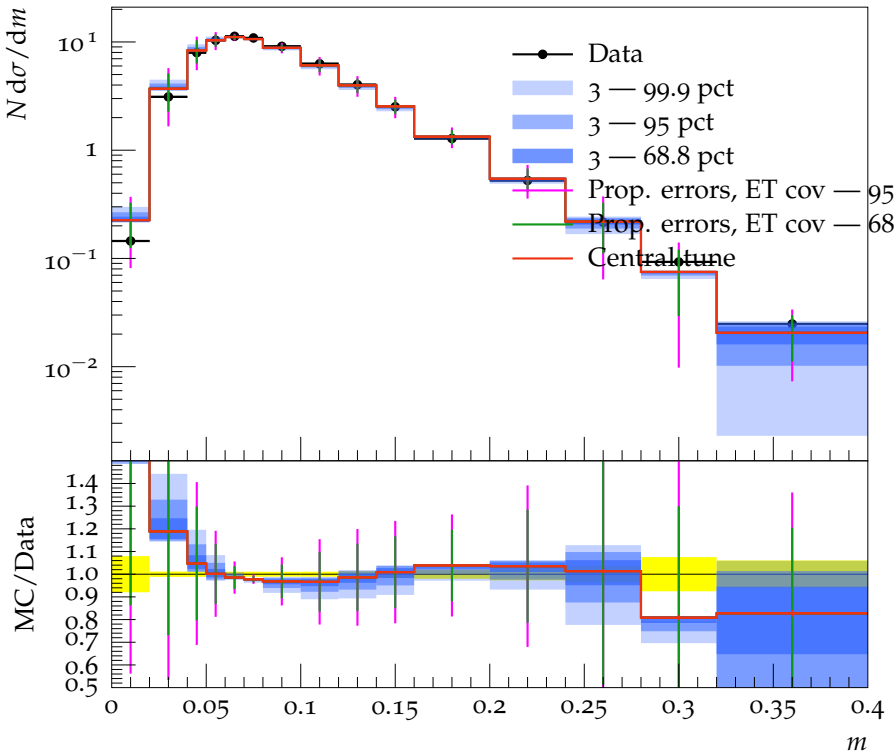 N dσ/dm
10¹
1
10⁻¹
10⁻²
Data
3 — 99.9 pct
3 — 95 pct
3 — 68.8 pct
Prop. errors, ET cov — 95
Prop. errors, ET cov — 68
Central tune
MC/Data
1.4
1.3
1.2
1.1
1.0
0.9
0.8
0.7
0.6
0.5
0 0.05 0.1 0.15 0.2 0.25 0.3 0.35 0.4
m